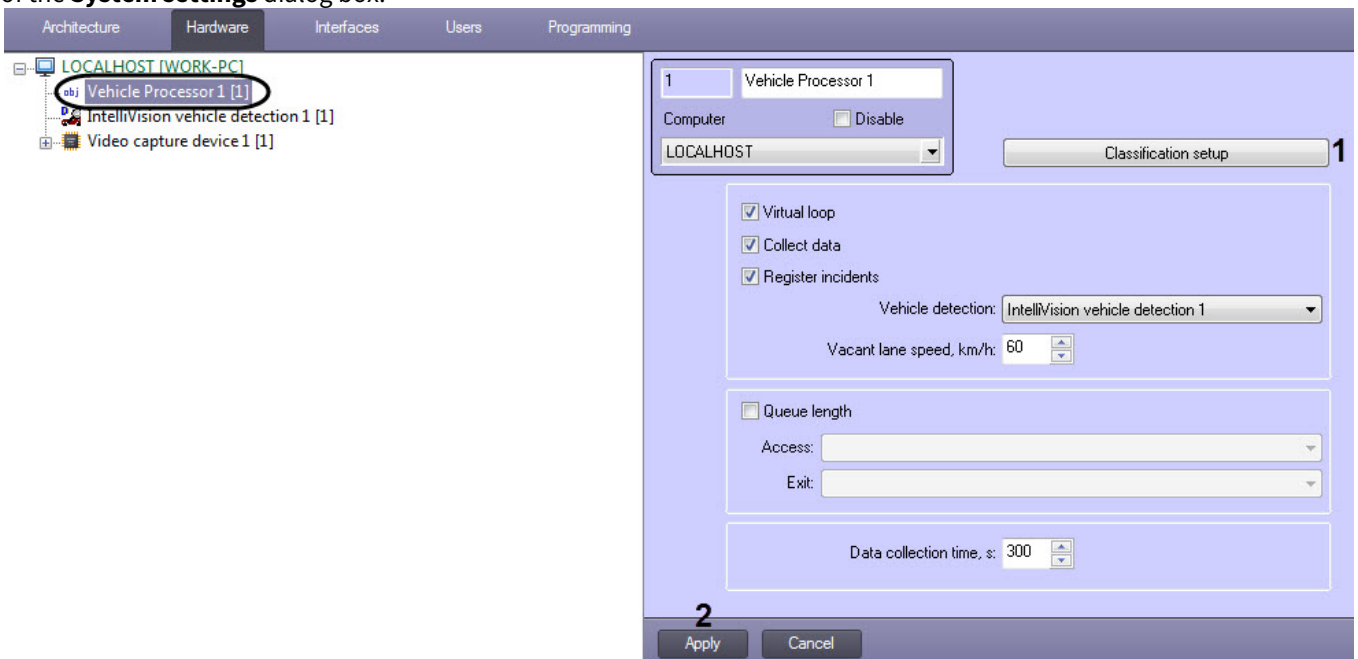 of the System settings dialog box.
Architecture Hardware Interfaces Users Programming
LOCALHOST [WORK-PC]
obj Vehicle Processor 1 [1]
IntelliVision vehicle detection 1 [1]
Video capture device 1 [1]
1 Vehicle Processor 1
Computer Disable
LOCALHOST
Classification setup 1
Virtual loop
Collect data
Register incidents
Vehicle detection: IntelliVision vehicle detection 1
Vacant lane speed, km/h: 60
Queue length
Access:
Exit:
Data collection time, s: 300
2
Apply Cancel